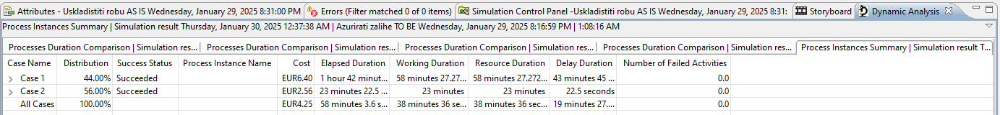 Attributes - Uskladistiti robu AS IS Wednesday, January 29, 2025 8:31:00 PM Errors (Filter matched 0 of 0 items) Simulation Control Panel -Uskladistiti robu AS IS Wednesday, January 29, 2025 8:31: Storyboard Dynamic Analysis
Process Instances Summary | Simulation result Thursday, January 30, 2025 12:37:38 AM | Azurirati zalihe TO BE Wednesday, January 29, 2025 8:16:59 PM | 1:08:16 AM
Processes Duration Comparison | Simulation res... Processes Duration Comparison | Simulation res... Processes Duration Comparison | Simulation res... Processes Duration Comparison | Simulation res... Process Instances Summary | Simulation result T...
Case Name Distribution Success Status Process Instance Name Cost Elapsed Duration Working Duration Resource Duration Delay Duration Number of Failed Activities
Case 1 44.00% Succeeded EUR6.40 1 hour 42 minut... 58 minutes 27.27... 58 minutes 27.272... 43 minutes 45 ... 0.0
Case 2 56.00% Succeeded EUR2.56 23 minutes 22.5 ... 23 minutes 23 minutes 22.5 seconds 0.0
All Cases 100.00% EUR4.25 58 minutes 3.6 s... 38 minutes 36 se... 38 minutes 36 sec... 19 minutes 27.... 0.0